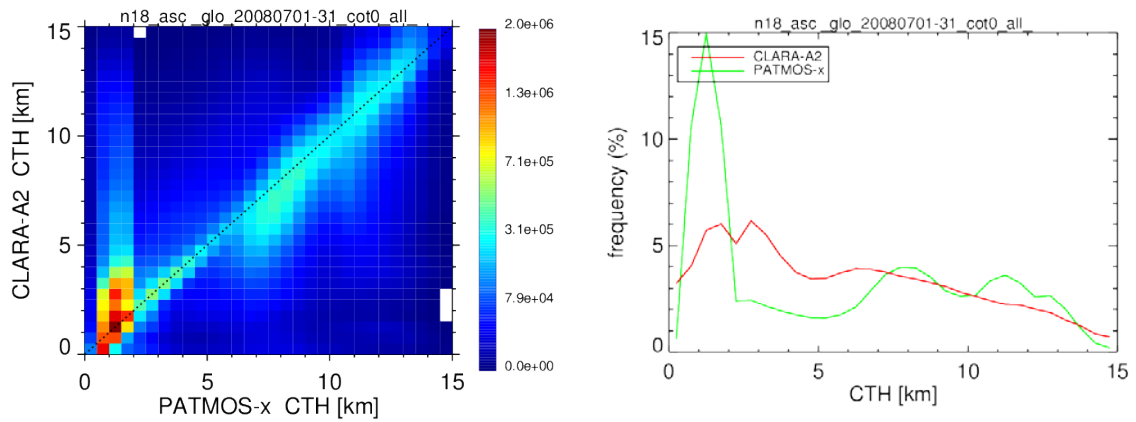 n18_asc_glo_20080701-31_cot0_all_
CLARA-A2 CTH [km]
15
10
5
0
0 5 10 15
PATMOS-x CTH [km]
2.0e+06
1.3e+06
7.1e+05
3.1e+05
7.9e+04
0.0e+00
n18_asc_glo_20080701-31_cot0_all_
CLARA-A2
PATMOS-x
frequency (%)
15
10
5
0
0 5 10 15
CTH [km]